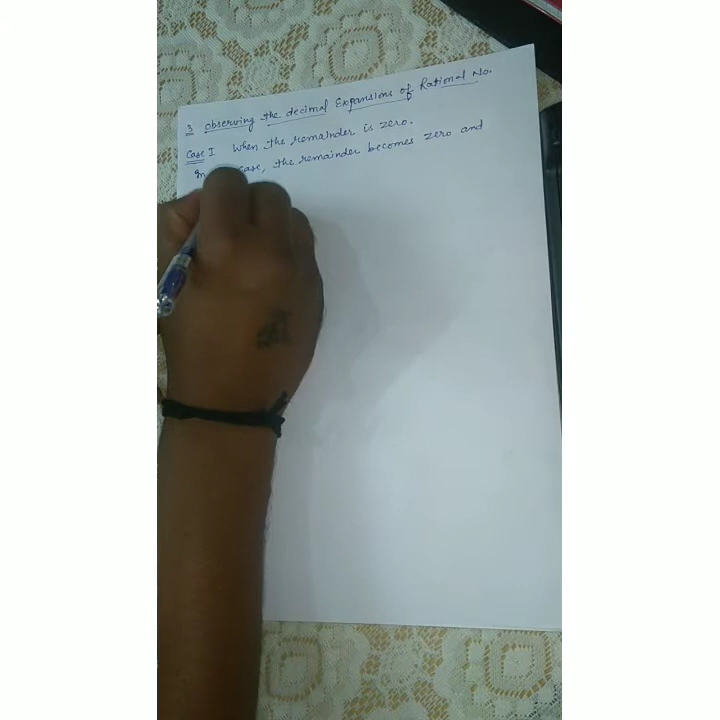 3 Observing the decimal Expansions of Rational No.
Case I When the remainder is zero.
In case, the remainder becomes zero and